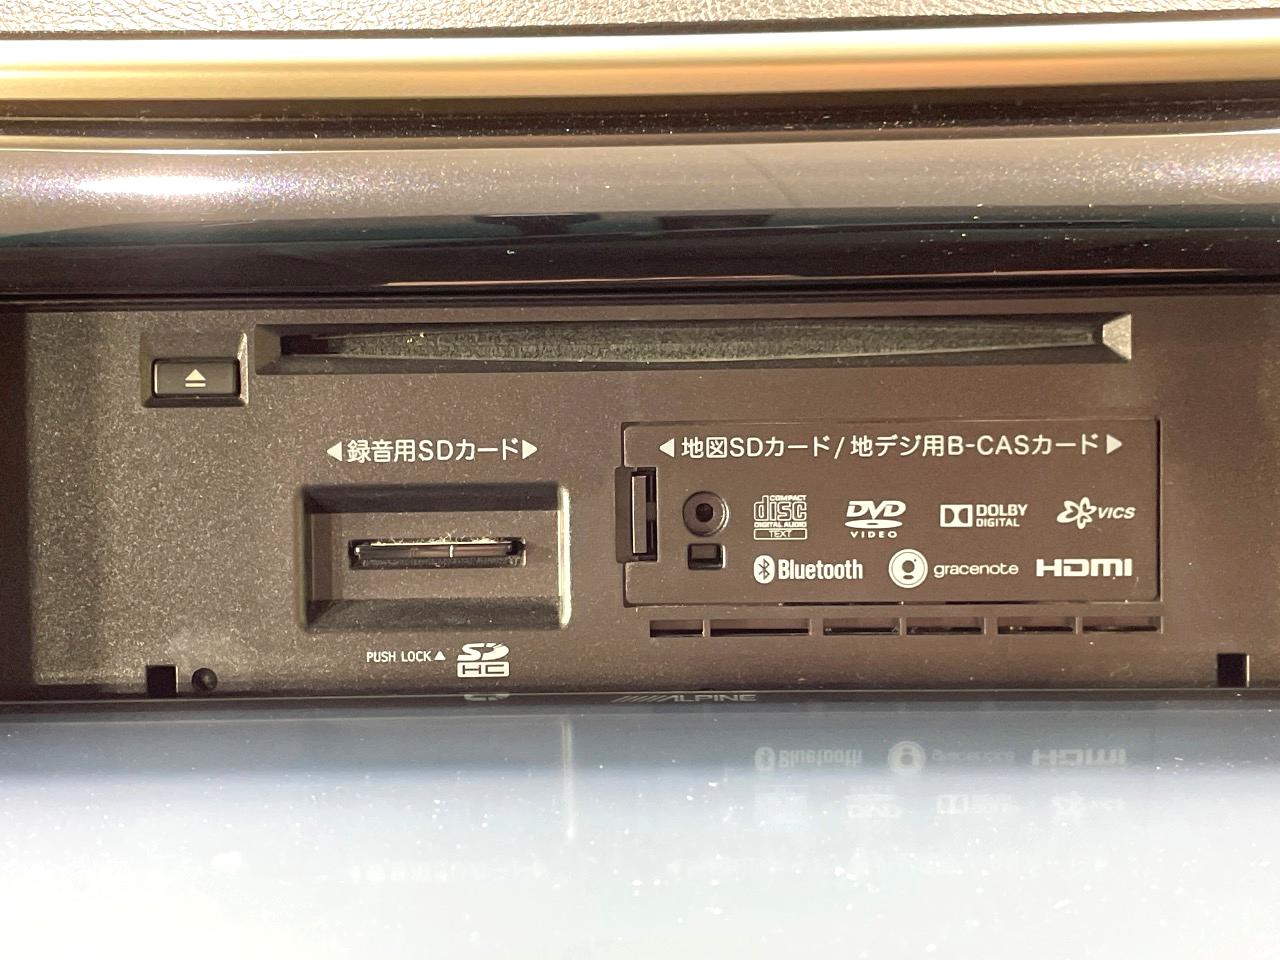 ◀録音用SDカード▶
◀地図SDカード/地デジ用B-CASカード▶
COMPACT
disc
DIGITAL AUDIO
TEXT
DVD
VIDEO
DOLBY
DIGITAL
VICS
Bluetooth
gracenote
HDMI
PUSH LOCK▲
SD
HC
ALPINE